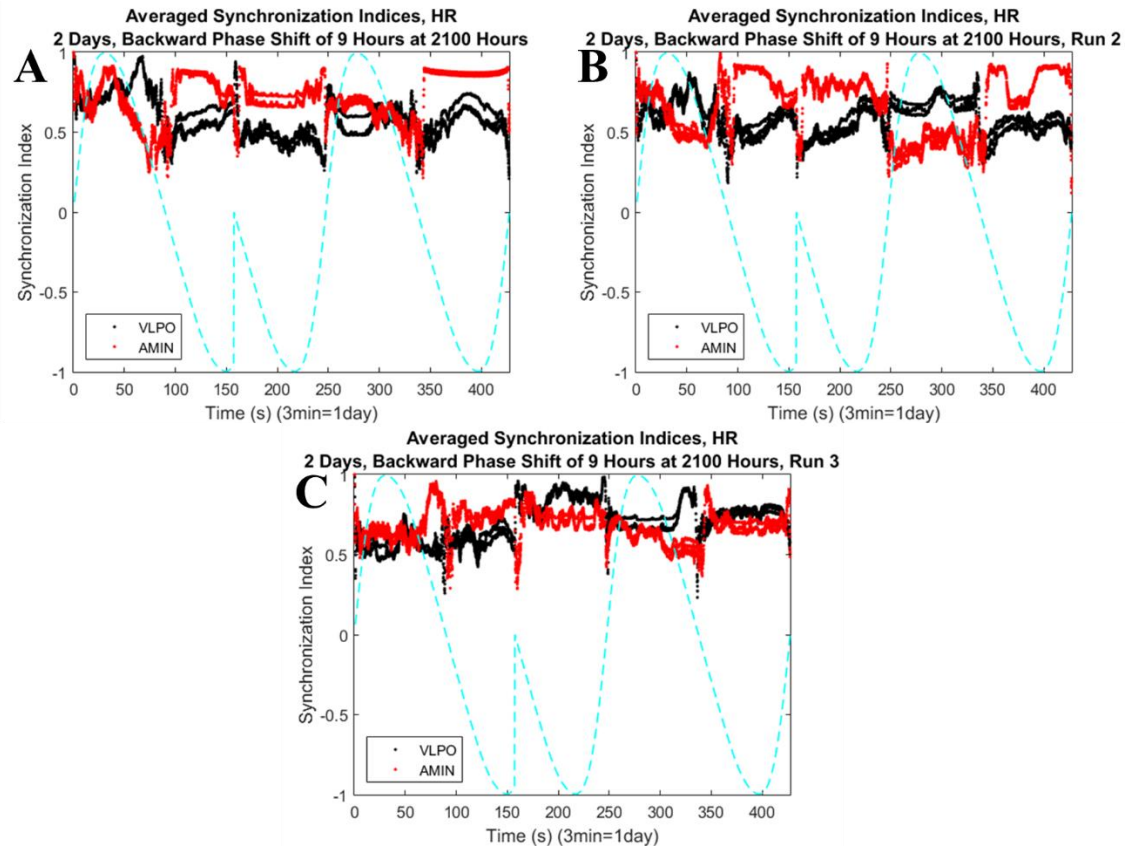 Averaged Synchronization Indices, HR
2 Days, Backward Phase Shift of 9 Hours at 2100 Hours
A
1
0.5
0
-0.5
-1
Synchronization Index
VLPO
AMIN
0 50 100 150 200 250 300 350 400
Time (s) (3min=1day)
Averaged Synchronization Indices, HR
2 Days, Backward Phase Shift of 9 Hours at 2100 Hours, Run 2
B
1
0.5
0
-0.5
-1
Synchronization Index
VLPO
AMIN
0 50 100 150 200 250 300 350 400
Time (s) (3min=1day)
Averaged Synchronization Indices, HR
2 Days, Backward Phase Shift of 9 Hours at 2100 Hours, Run 3
C
1
0.5
0
-0.5
-1
Synchronization Index
VLPO
AMIN
0 50 100 150 200 250 300 350 400
Time (s) (3min=1day)